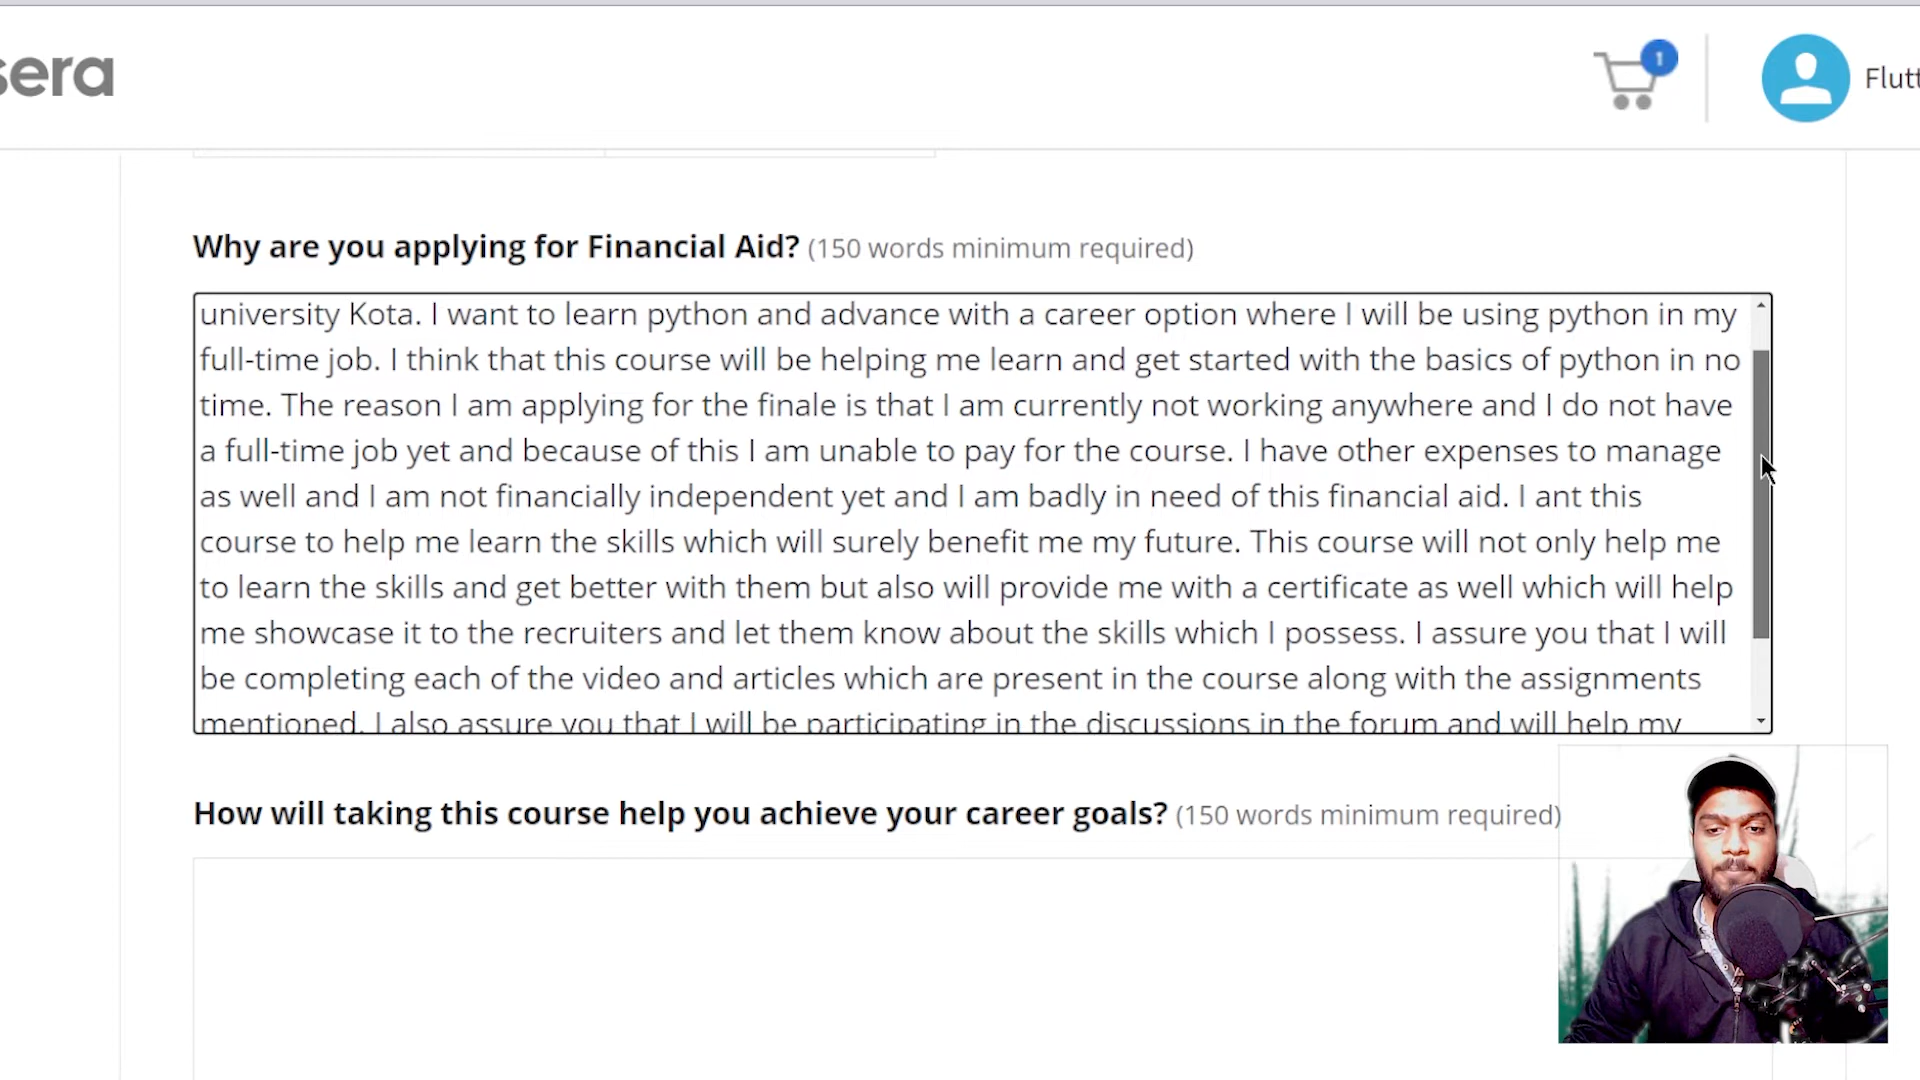 sera
1
Flutt
Why are you applying for Financial Aid? (150 words minimum required)
university Kota. I want to learn python and advance with a career option where I will be using python in my
full-time job. I think that this course will be helping me learn and get started with the basics of python in no
time. The reason I am applying for the finale is that I am currently not working anywhere and I do not have
a full-time job yet and because of this I am unable to pay for the course. I have other expenses to manage
as well and I am not financially independent yet and I am badly in need of this financial aid. I ant this
course to help me learn the skills which will surely benefit me my future. This course will not only help me
to learn the skills and get better with them but also will provide me with a certificate as well which will help
me showcase it to the recruiters and let them know about the skills which I possess. I assure you that I will
be completing each of the video and articles which are present in the course along with the assignments
mentioned. I also assure you that I will be participating in the discussions in the forum and will help my
How will taking this course help you achieve your career goals? (150 words minimum required)